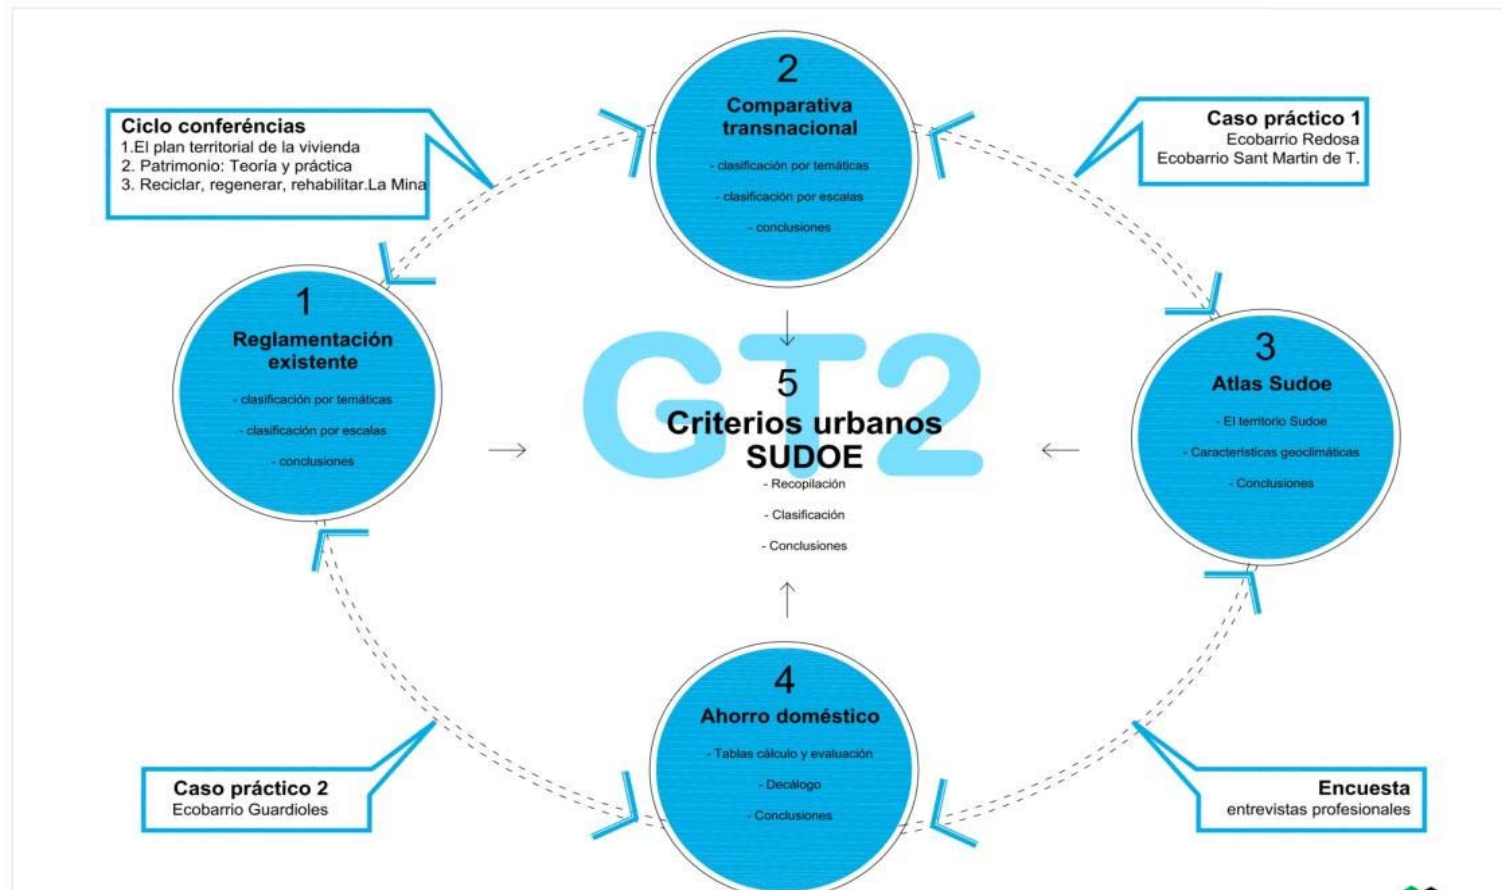 Ciclo conferéncias
1.El plan territorial de la vivienda
2. Patrimonio: Teoría y práctica
3. Reciclar, regenerar, rehabilitar.La Mina
2
Comparativa
transnacional
- clasificación por temáticas
- clasificación por escalas
- conclusiones
Caso práctico 1
Ecobarrio Redosa
Ecobarrio Sant Martin de T.
1
Reglamentación
existente
- clasificación por temáticas
- clasificación por escalas
- conclusiones
GT2
5
Criterios urbanos
SUDOE
- Recopilación
- Clasificación
- Conclusiones
3
Atlas Sudoe
- El territorio Sudoe
- Características geoclimáticas
- Conclusiones
4
Ahorro doméstico
- Tablas cálculo y evaluación
- Decálogo
- Conclusiones
Caso práctico 2
Ecobarrio Guardioles
Encuesta
entrevistas profesionales